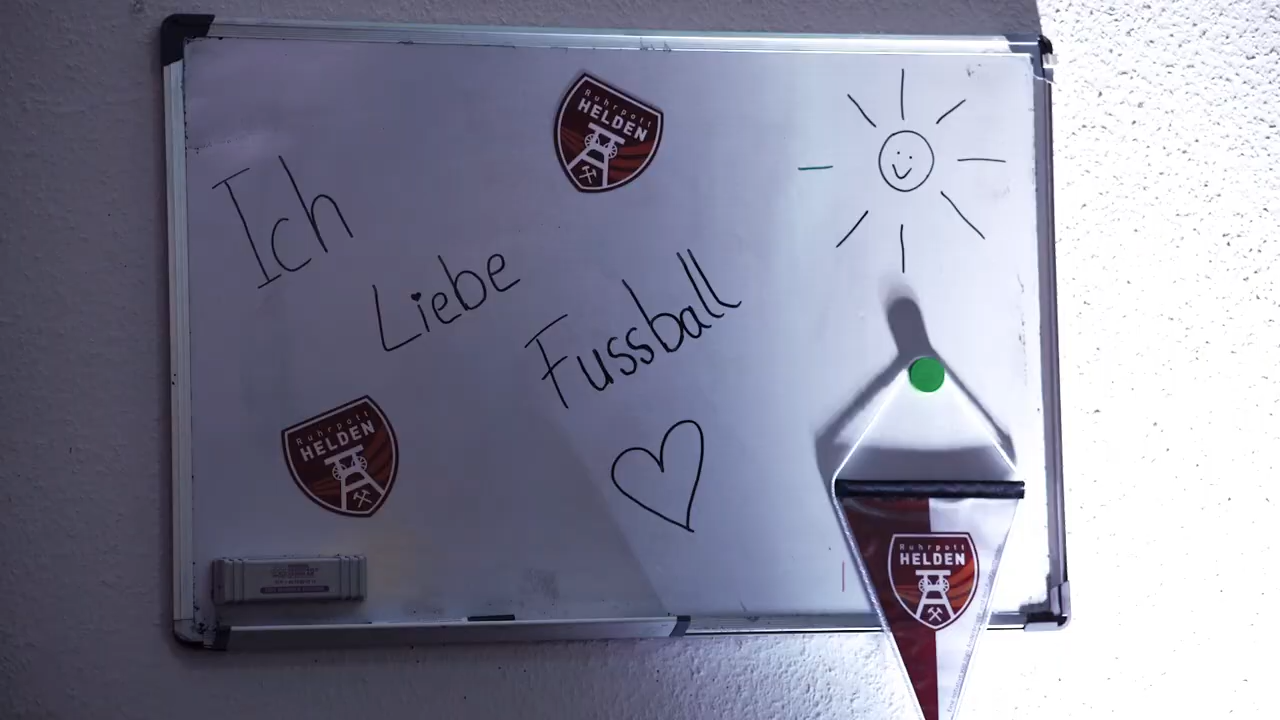 Ruhrpott
HELDEN
Ich
Liebe
Fussball
Ruhrpott
HELDEN
Ruhrpott
HELDEN